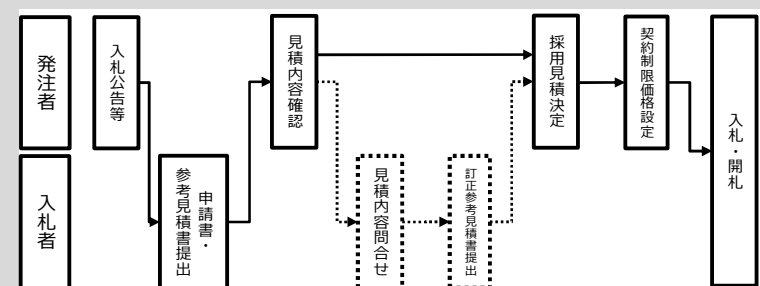 発注者
入札公告等
見積内容確認
採用見積決定
契約制限価格設定
入札・開札
入札者
申請書・
参考見積書提出
見積内容問合せ
訂正参考見積書提出